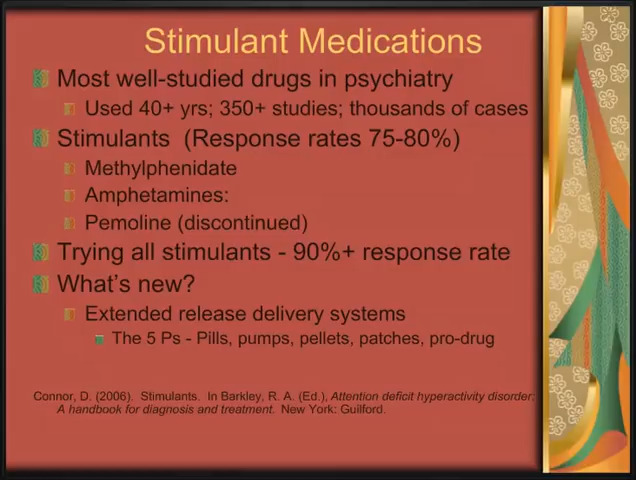 Stimulant Medications
Most well-studied drugs in psychiatry
Used 40+ yrs; 350+ studies; thousands of cases
Stimulants (Response rates 75-80%)
Methylphenidate
Amphetamines:
Pemoline (discontinued)
Trying all stimulants - 90%+ response rate
What's new?
Extended release delivery systems
The 5 Ps - Pills, pumps, pellets, patches, pro-drug
Connor, D. (2006). Stimulants. In Barkley, R. A. (Ed.), Attention deficit hyperactivity disorder:
A handbook for diagnosis and treatment. New York: Guilford.